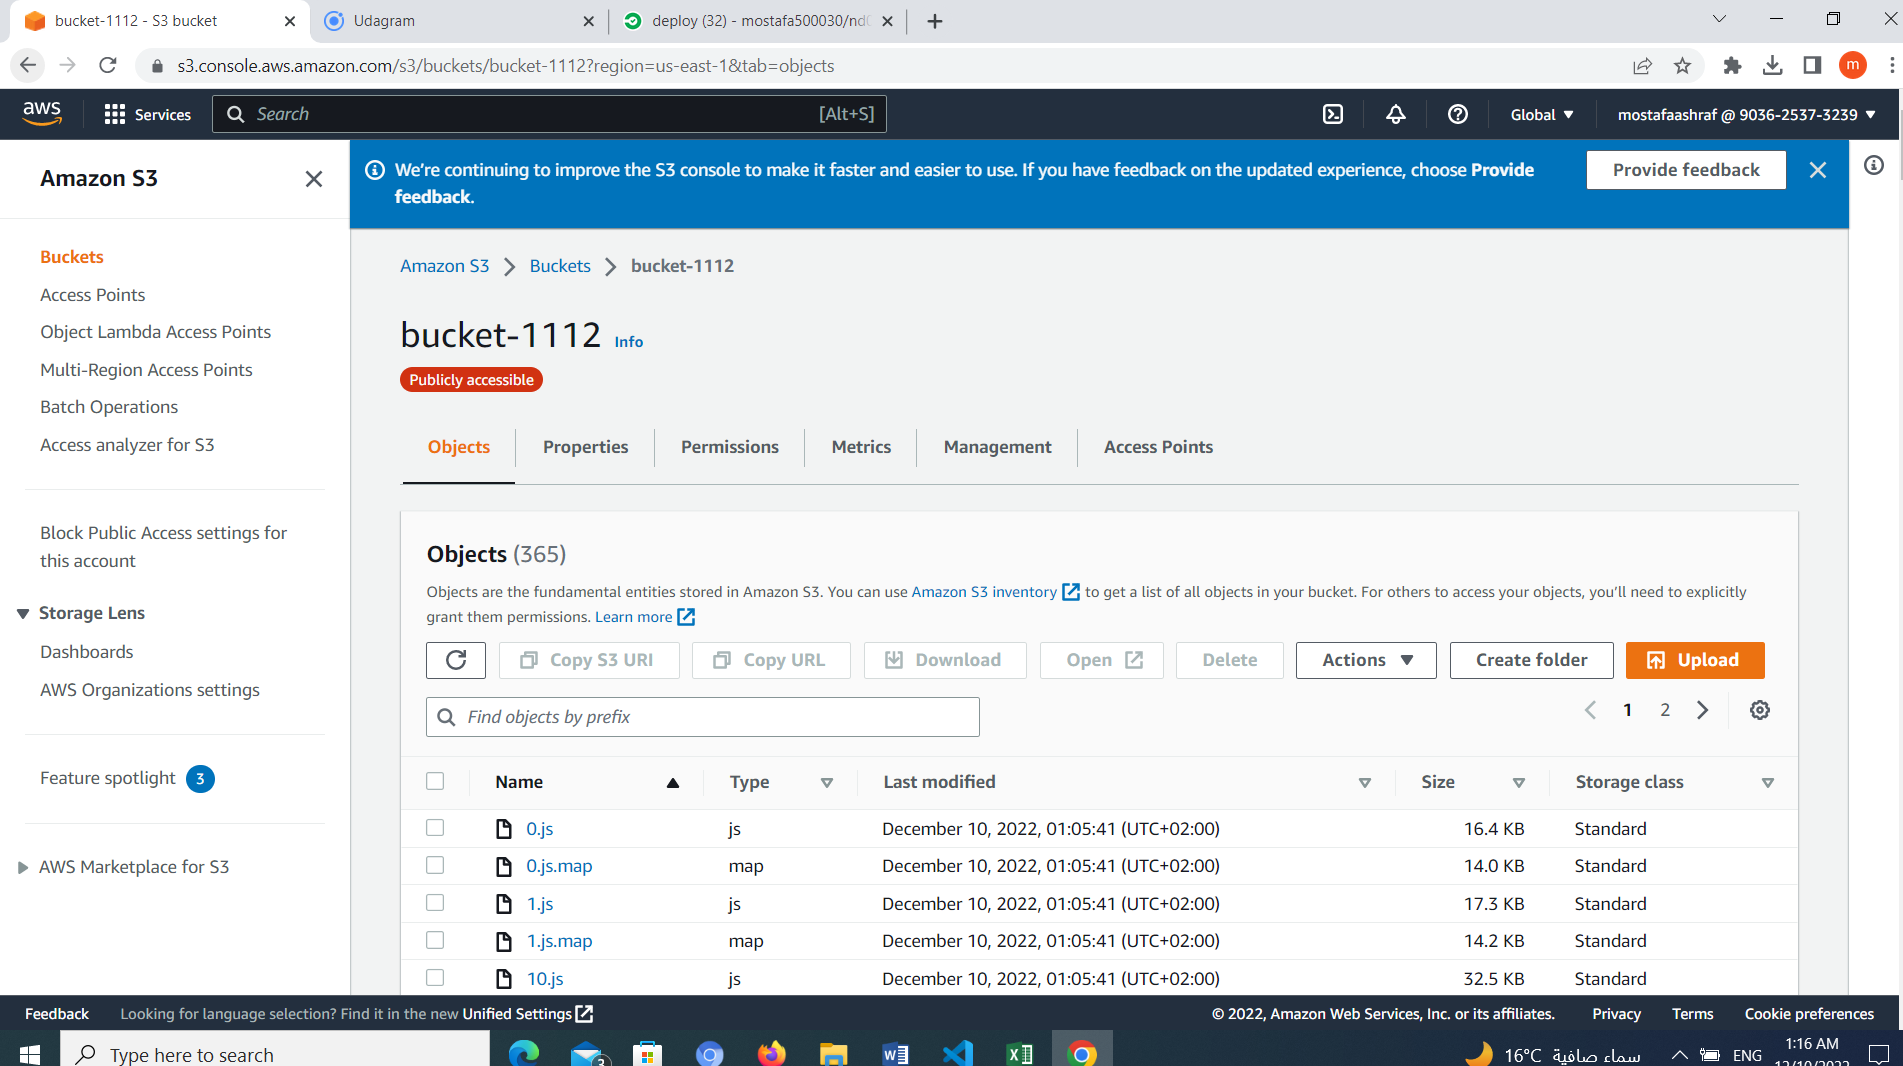 bucket-1112 - S3 bucket
Udagram
deploy (32) - mostafa500030/nd0
s3.console.aws.amazon.com/s3/buckets/bucket-1112?region=us-east-1&tab=objects
m
aws
Services
Search
[Alt+S]
Global
mostafaashraf @ 9036-2537-3239
Amazon S3
We're continuing to improve the S3 console to make it faster and easier to use. If you have feedback on the updated experience, choose Provide
feedback.
Provide feedback
Buckets
Access Points
Object Lambda Access Points
Multi-Region Access Points
Batch Operations
Access analyzer for S3
Block Public Access settings for
this account
Storage Lens
Dashboards
AWS Organizations settings
Feature spotlight 3
AWS Marketplace for S3
Amazon S3 Buckets bucket-1112
bucket-1112 Info
Publicly accessible
Objects Properties Permissions Metrics Management Access Points
Objects (365)
Objects are the fundamental entities stored in Amazon S3. You can use Amazon S3 inventory to get a list of all objects in your bucket. For others to access your objects, you'll need to explicitly
grant them permissions. Learn more
Copy S3 URI Copy URL Download Open Delete Actions Create folder Upload
Find objects by prefix
1 2
Name Type Last modified Size Storage class
0.js js December 10, 2022, 01:05:41 (UTC+02:00) 16.4 KB Standard
0.js.map map December 10, 2022, 01:05:41 (UTC+02:00) 14.0 KB Standard
1.js js December 10, 2022, 01:05:41 (UTC+02:00) 17.3 KB Standard
1.js.map map December 10, 2022, 01:05:41 (UTC+02:00) 14.2 KB Standard
10.js js December 10, 2022, 01:05:41 (UTC+02:00) 32.5 KB Standard
Feedback Looking for language selection? Find it in the new Unified Settings
© 2022, Amazon Web Services, Inc. or its affiliates. Privacy Terms Cookie preferences
Type here to search
3
16°C سماء صافية
ENG
1:16 AM
12/10/2022